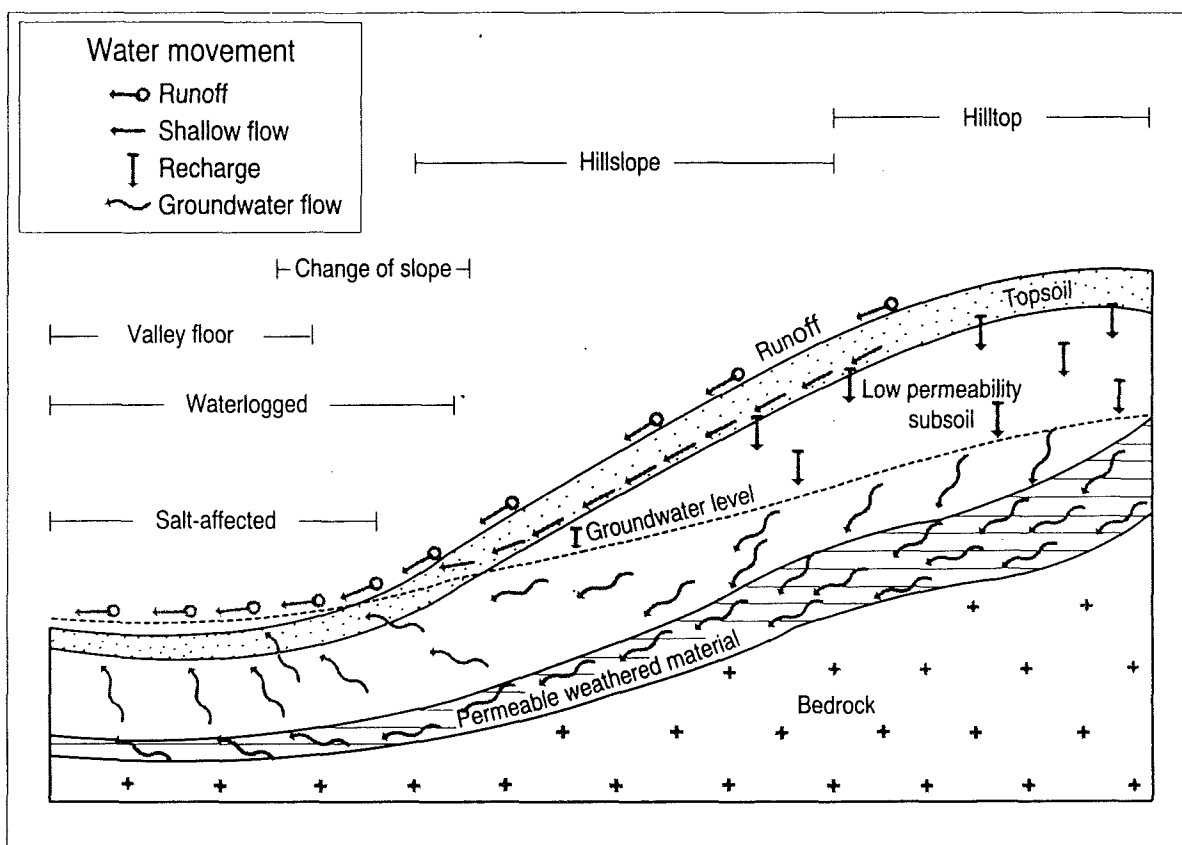 Water movement
Runoff
Shallow flow
Recharge
Groundwater flow
Hilltop
Hillslope
Change of slope
Valley floor
Waterlogged
Salt-affected
Runoff
Topsoil
Low permeability
subsoil
Groundwater level
Permeable weathered material
Bedrock